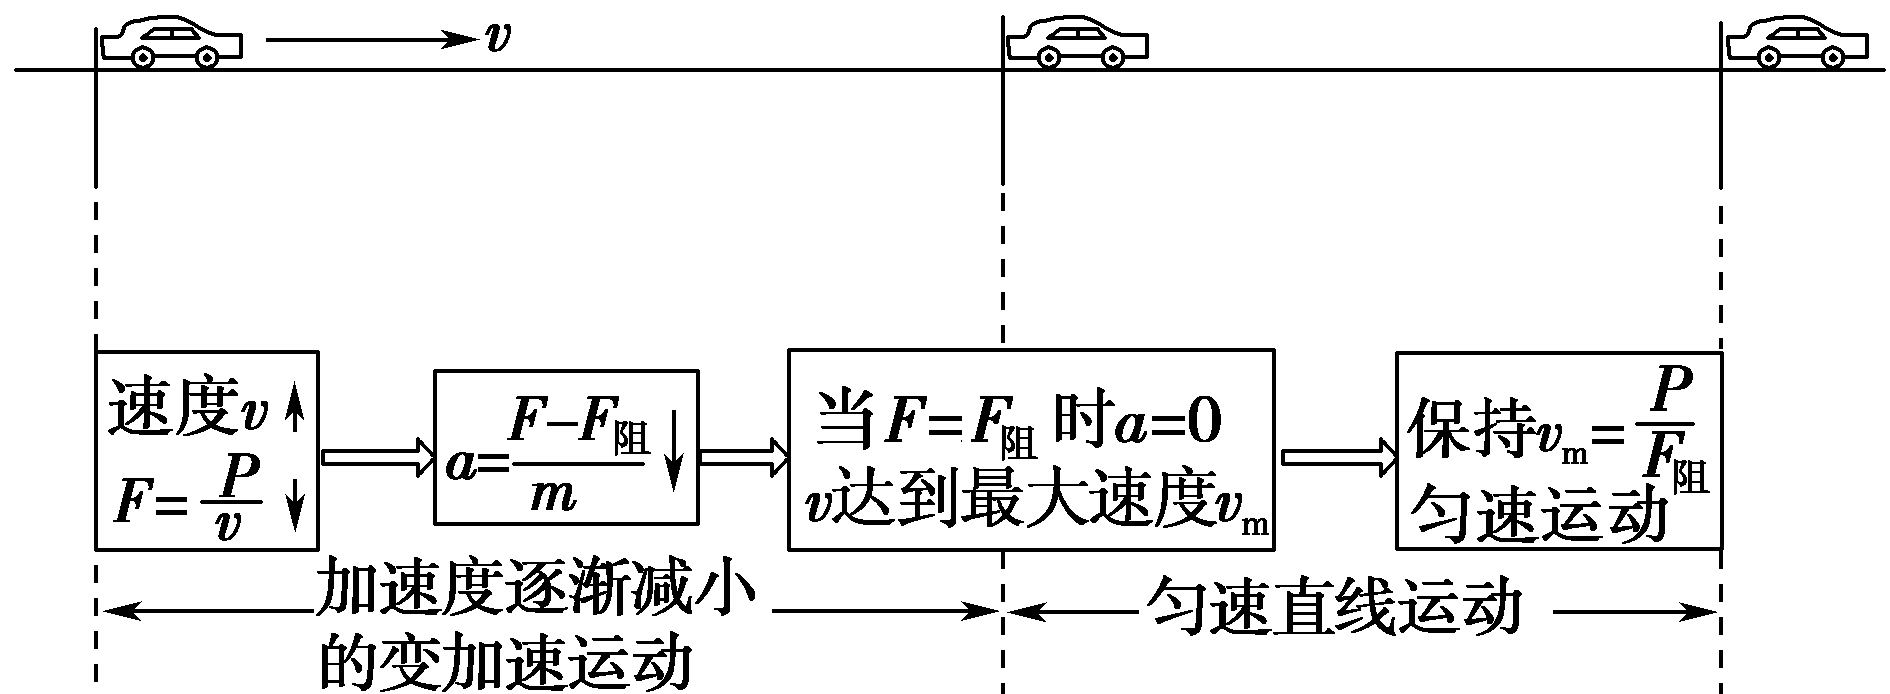 v
速度v↑
F=P/v↓
a=(F-F阻)/m↓
当F=F阻时a=0
v达到最大速度vm
保持vm=P/F阻
匀速运动
加速度逐渐减小
的变加速运动
匀速直线运动